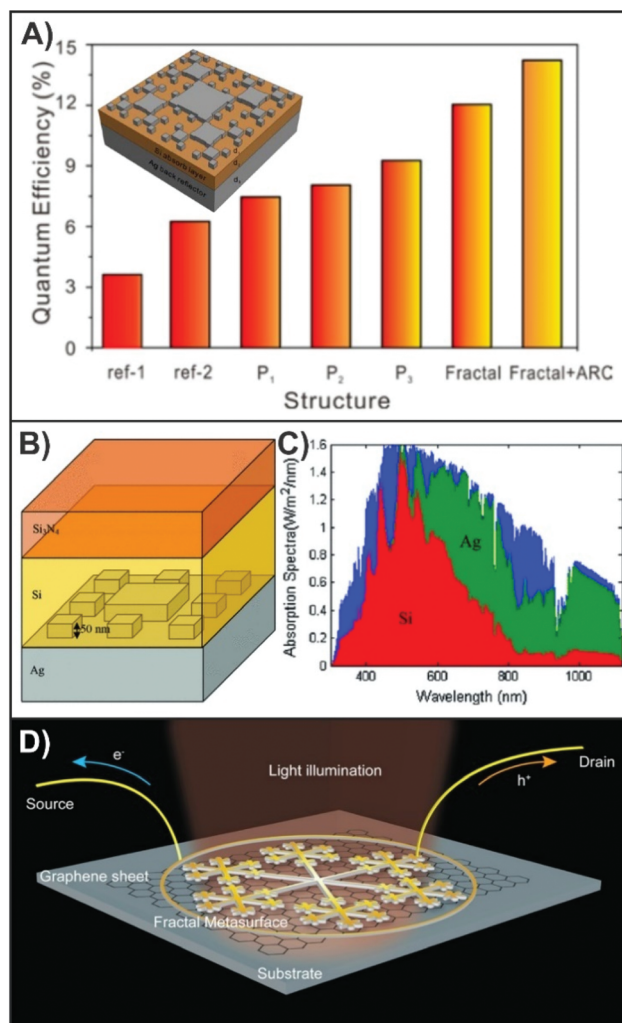 A)
15
12
9
6
3
0
Quantum Efficiency (%)
Si absorb layer
Ag back reflector
ref-1 ref-2 P₁ P₂ P₃ Fractal Fractal+ARC
Structure
B)
Si₃N₄
Si
50 nm
Ag
C)
1.6
1.4
1.2
1
0.8
0.6
0.4
0.2
0
Absorption Spectra(W/m²/nm)
Ag
Si
400 600 800 1000
Wavelength (nm)
D)
e⁻
Light illumination
Drain
h⁺
Source
Graphene sheet
Fractal Metasurface
Substrate